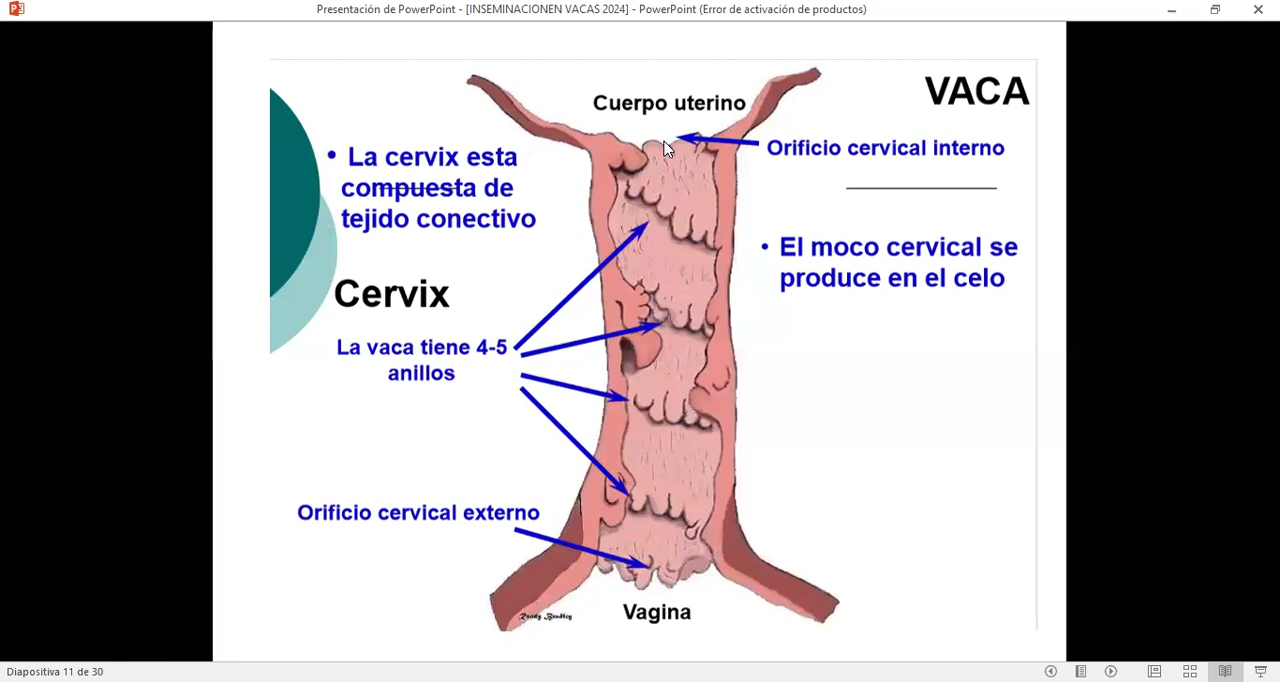 Presentación de PowerPoint - [INSEMINACIONEN VACAS 2024] - PowerPoint (Error de activación de productos)
VACA
Cuerpo uterino
Orificio cervical interno
• La cervix esta
compuesta de
tejido conectivo
• El moco cervical se
produce en el celo
Cervix
La vaca tiene 4-5
anillos
Orificio cervical externo
Vagina
Randy Bradley
Diapositiva 11 de 30